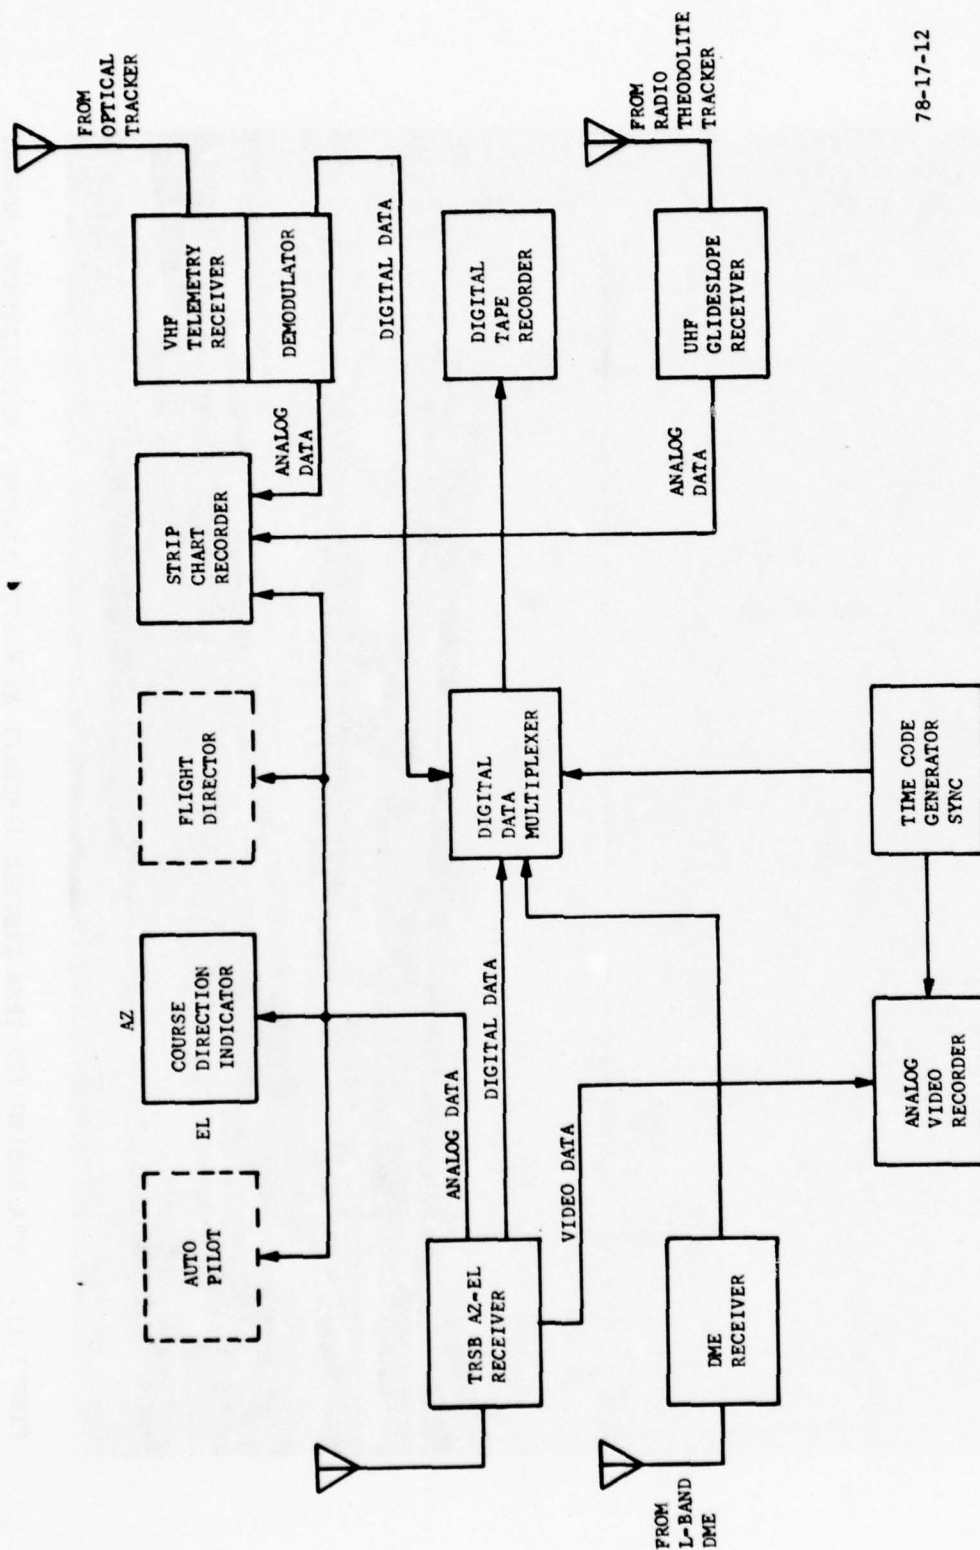 AUTO
PILOT
AZ
EL
COURSE
DIRECTION
INDICATOR
FLIGHT
DIRECTOR
STRIP
CHART
RECORDER
VHF
TELEMETRY
RECEIVER
DEMODULATOR
FROM
OPTICAL
TRACKER
ANALOG
DATA
ANALOG DATA
DIGITAL DATA
TRSB AZ-EL
RECEIVER
DIGITAL DATA
VIDEO DATA
DIGITAL
DATA
MULTIPLEXER
DIGITAL
TAPE
RECORDER
FROM
L-BAND
DME
DME
RECEIVER
ANALOG
DATA
UHF
GLIDESLOPE
RECEIVER
FROM
RADIO
THEODOLITE
TRACKER
ANALOG
VIDEO
RECORDER
TIME CODE
GENERATOR
SYNC
78-17-12